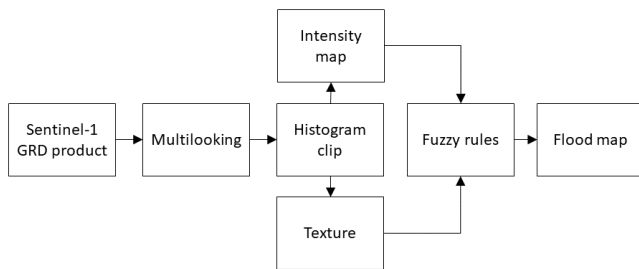 Intensity
map
Sentinel-1
GRD product
Multilooking
Histogram
clip
Fuzzy rules
Flood map
Texture